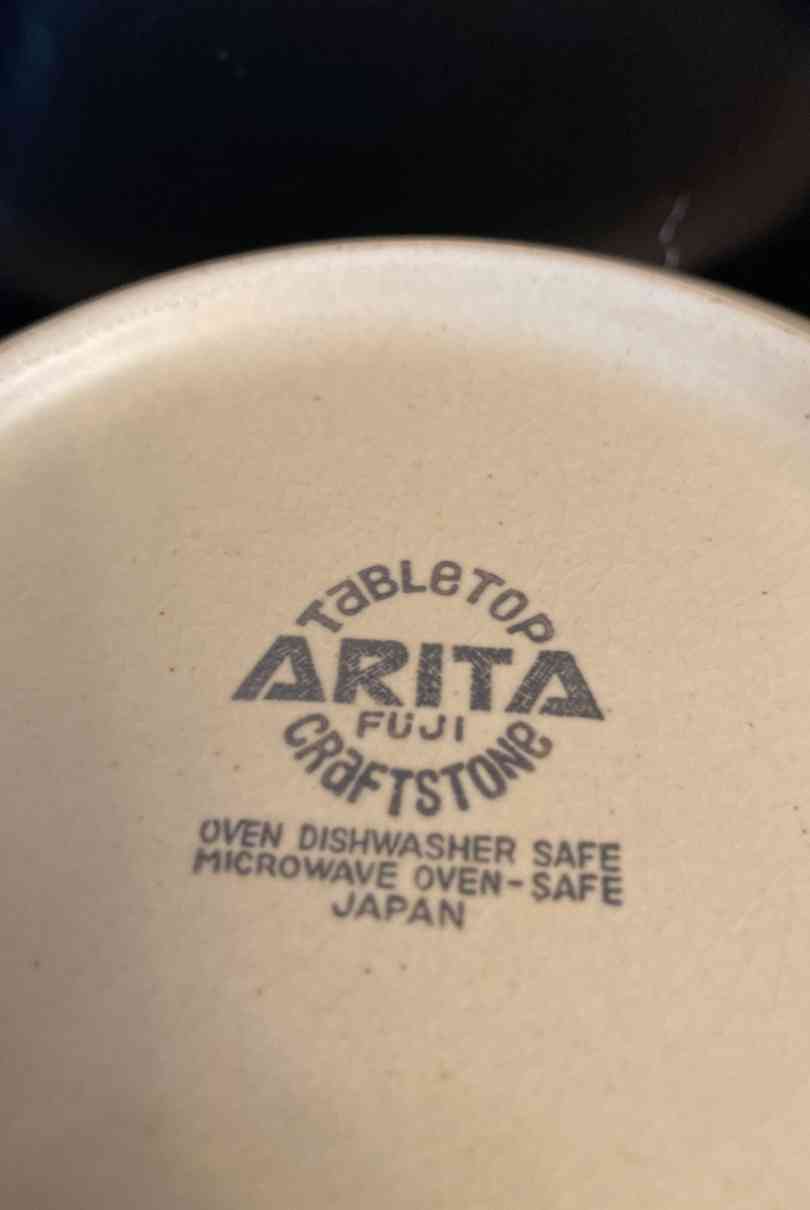 TaBLeTOP
ARITA
FUJI
CRaFTSTONe
OVEN DISHWASHER SAFE
MICROWAVE OVEN-SAFE
JAPAN